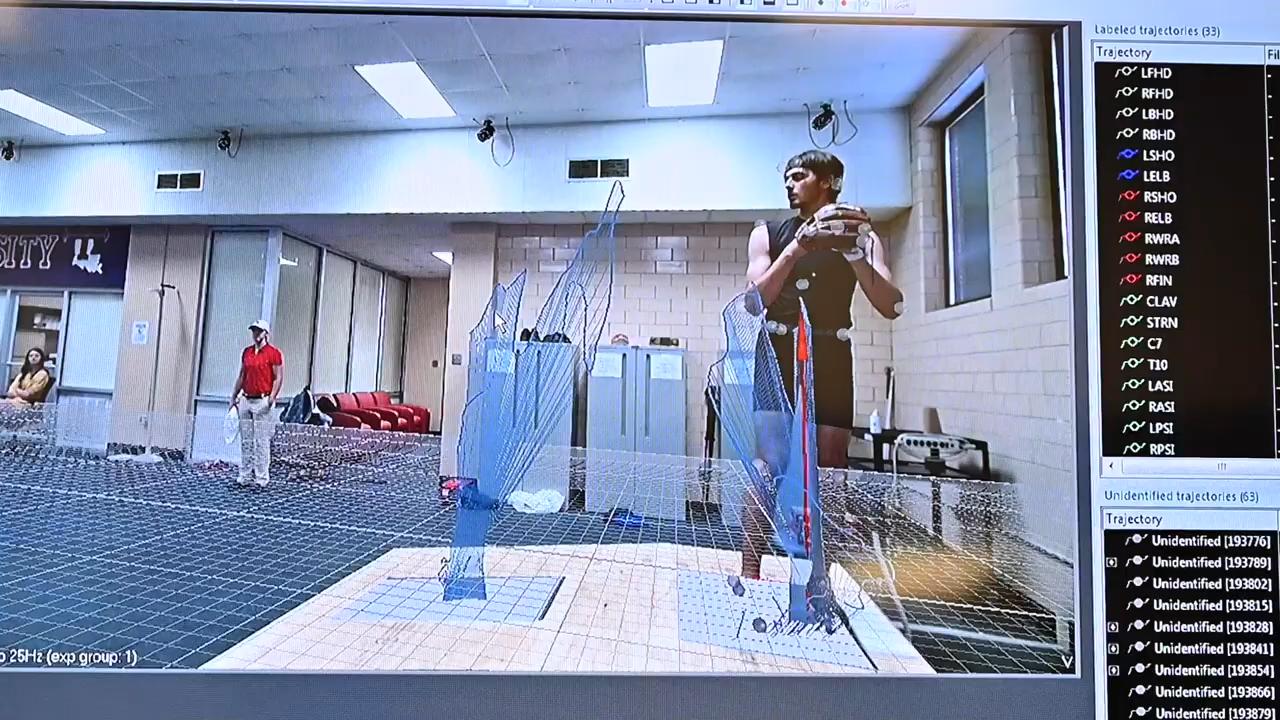 Labeled trajectories (33)
Trajectory
Fil
LFHD
RFHD
LBHD
RBHD
LSHO
LELB
RSHO
RELB
RWRA
RWRB
RFIN
CLAV
STRN
C7
T10
LASI
RASI
LPSI
RPSI
Unidentified trajectories (63)
Trajectory
Unidentified [193776]
Unidentified [193789]
Unidentified [193802]
Unidentified [193815]
Unidentified [193828]
Unidentified [193841]
Unidentified [193854]
Unidentified [193866]
Unidentified [193879]
SITY
o 25Hz (exp group: 1)